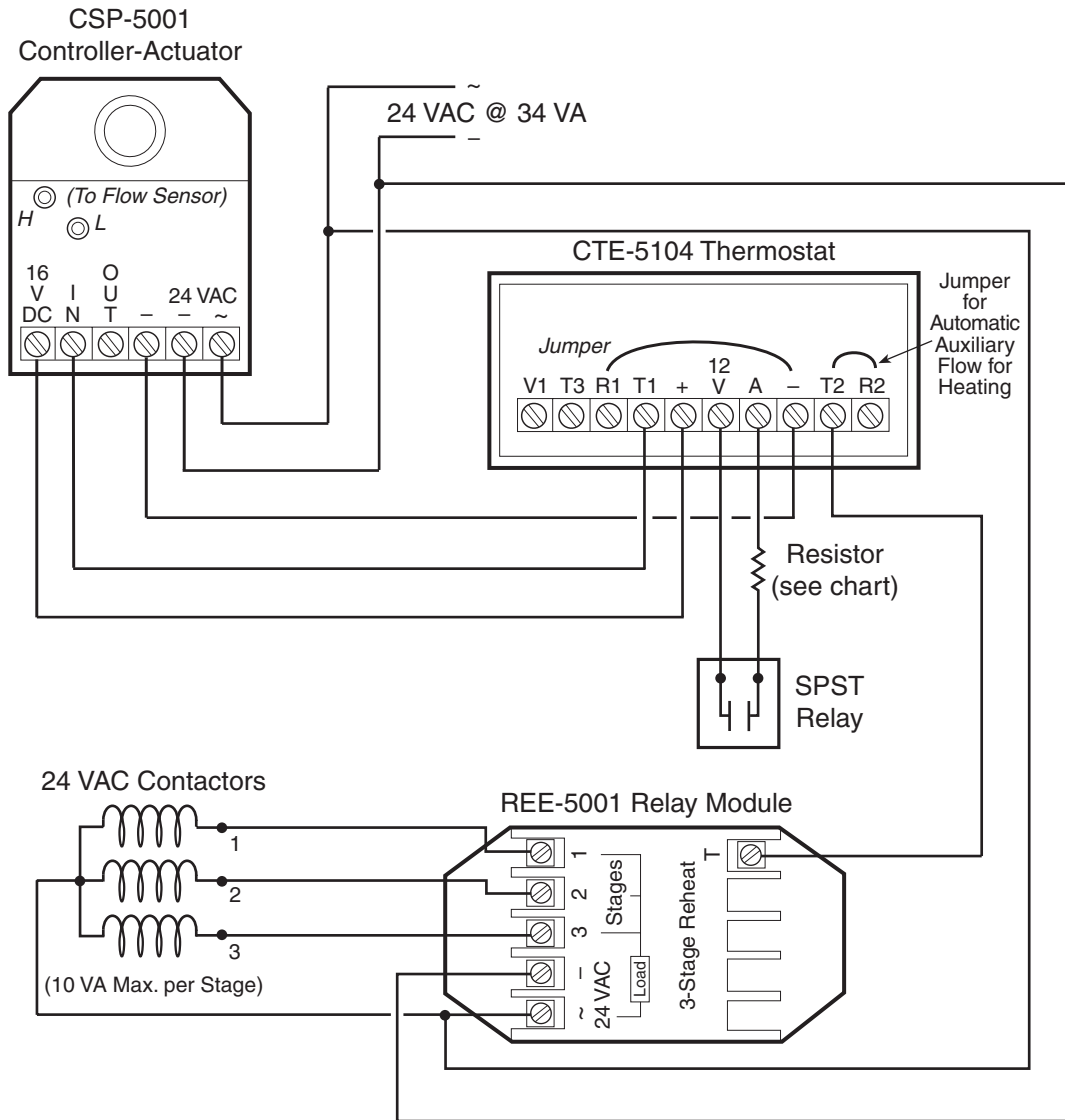 CSP-5001
Controller-Actuator
~
24 VAC @ 34 VA
–
(To Flow Sensor)
H
L
16
V
DC
I
N
O
U
T
–
24 VAC
–
~
CTE-5104 Thermostat
Jumper
for
Automatic
Auxiliary
Flow for
Heating
Jumper
V1
T3
R1
T1
+
12
V
A
–
T2
R2
Resistor
(see chart)
SPST
Relay
24 VAC Contactors
1
2
3
(10 VA Max. per Stage)
REE-5001 Relay Module
1
2
3
–
~
24 VAC
Stages
Load
3-Stage Reheat
T